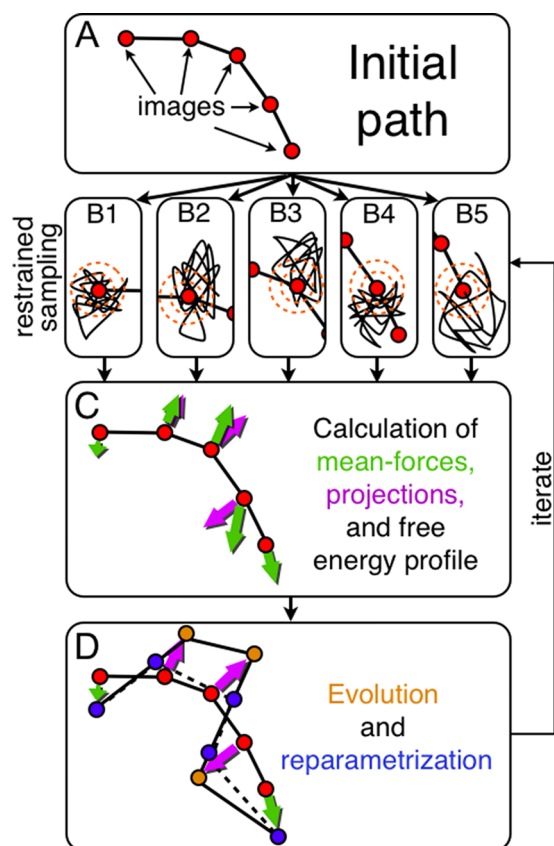 A
Initial
path
images
restrained
sampling
B1
B2
B3
B4
B5
C
Calculation of
mean-forces,
projections,
and free
energy profile
iterate
D
Evolution
and
reparametrization